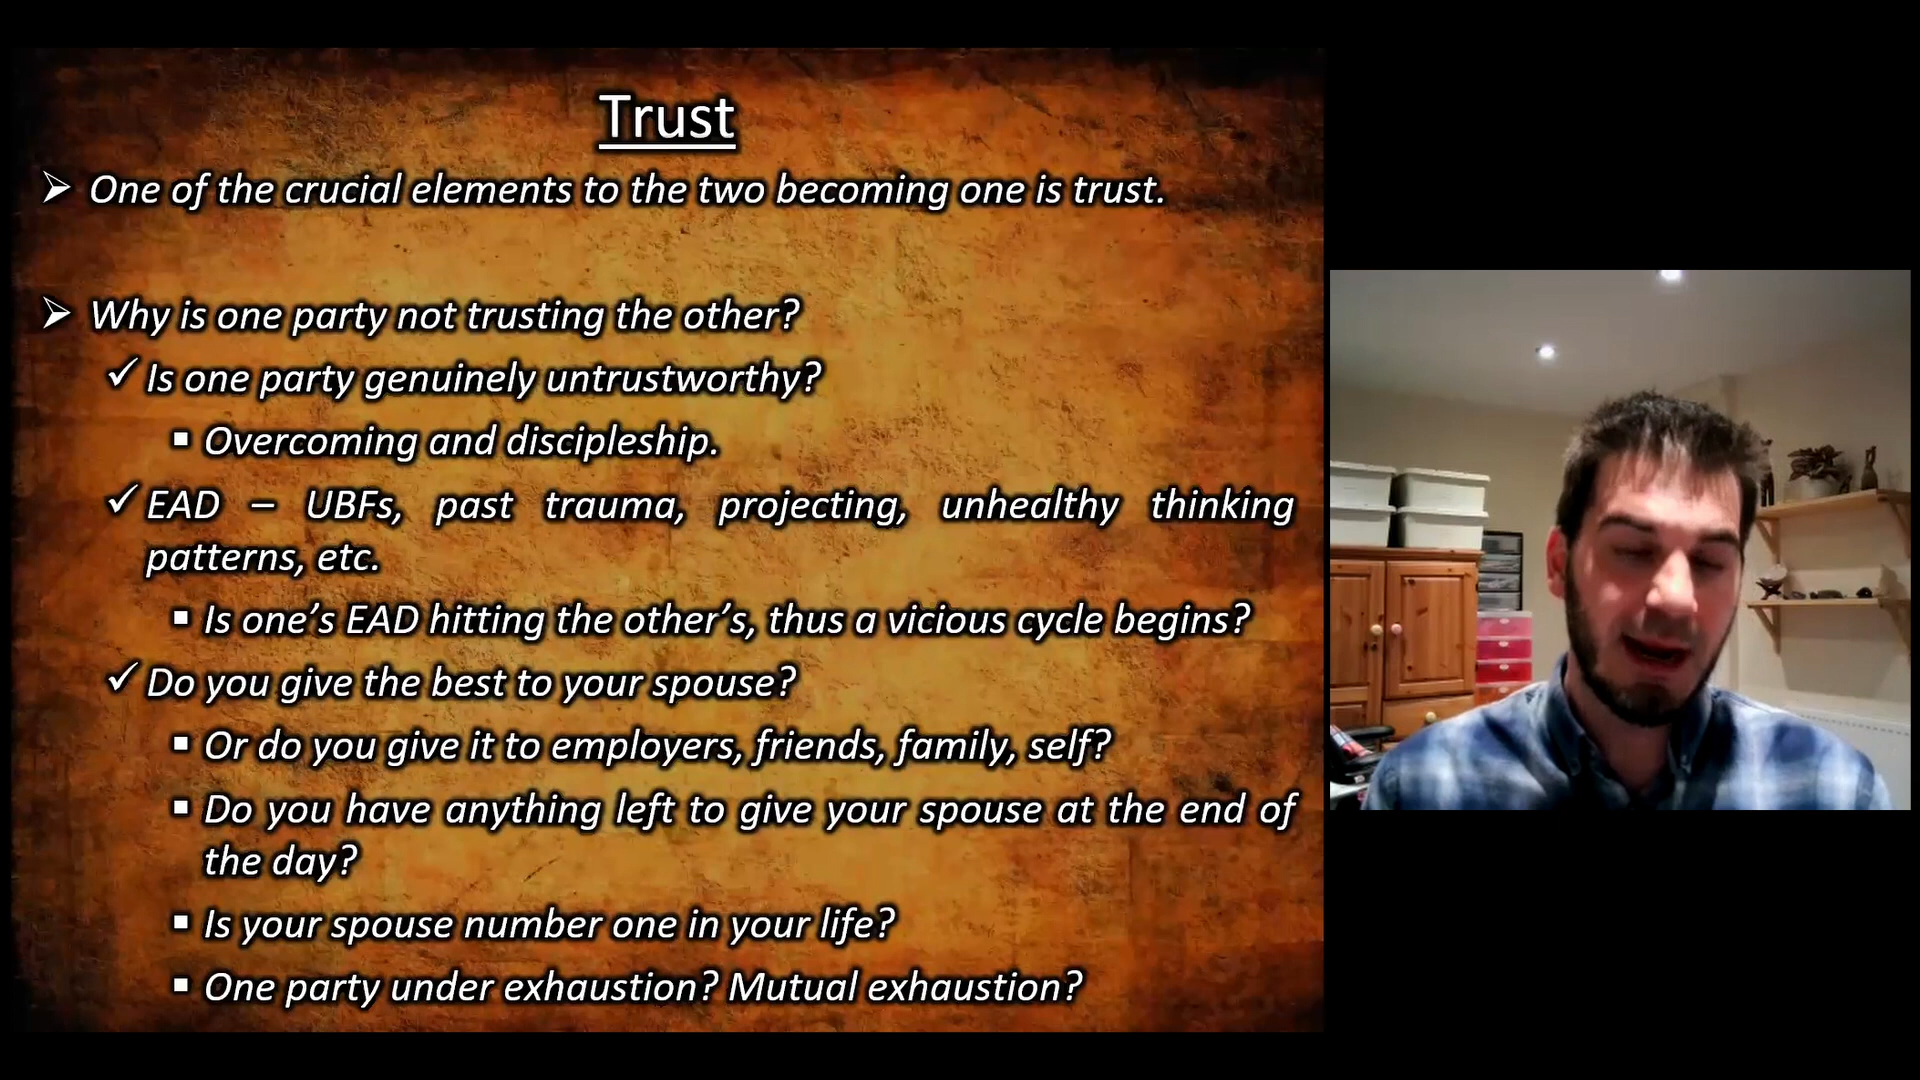 Trust
One of the crucial elements to the two becoming one is trust.
Why is one party not trusting the other?
Is one party genuinely untrustworthy?
Overcoming and discipleship.
EAD – UBFs, past trauma, projecting, unhealthy thinking
patterns, etc.
Is one’s EAD hitting the other’s, thus a vicious cycle begins?
Do you give the best to your spouse?
Or do you give it to employers, friends, family, self?
Do you have anything left to give your spouse at the end of
the day?
Is your spouse number one in your life?
One party under exhaustion? Mutual exhaustion?